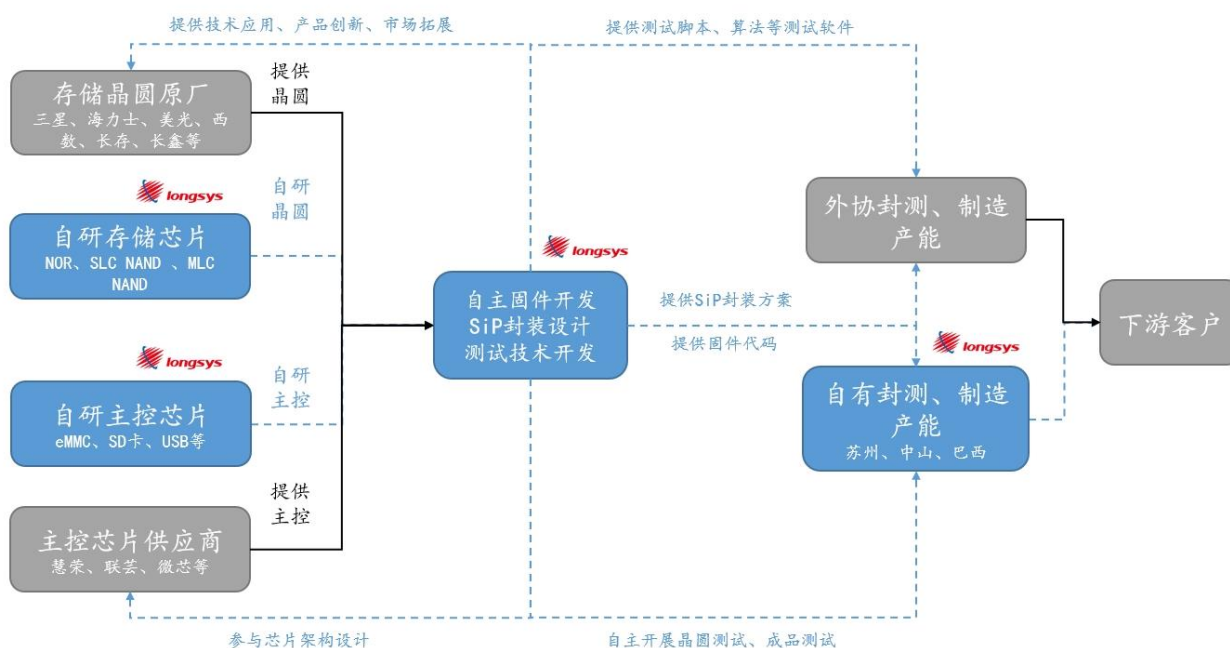 提供技术应用、产品创新、市场拓展
提供测试脚本、算法等测试软件
存储晶圆原厂
三星、海力士、美光、西
数、长存、长鑫等
提供
晶圆
longsys
自研
晶圆
自研存储芯片
NOR、SLC NAND 、MLC
NAND
longsys
自主固件开发
SiP封装设计
测试技术开发
提供SiP封装方案
提供固件代码
外协封测、制造
产能
longsys
自有封测、制造
产能
苏州、中山、巴西
下游客户
longsys
自研
主控
自研主控芯片
eMMC、SD卡、USB等
提供
主控
主控芯片供应商
慧荣、联芸、微芯等
参与芯片架构设计
自主开展晶圆测试、成品测试